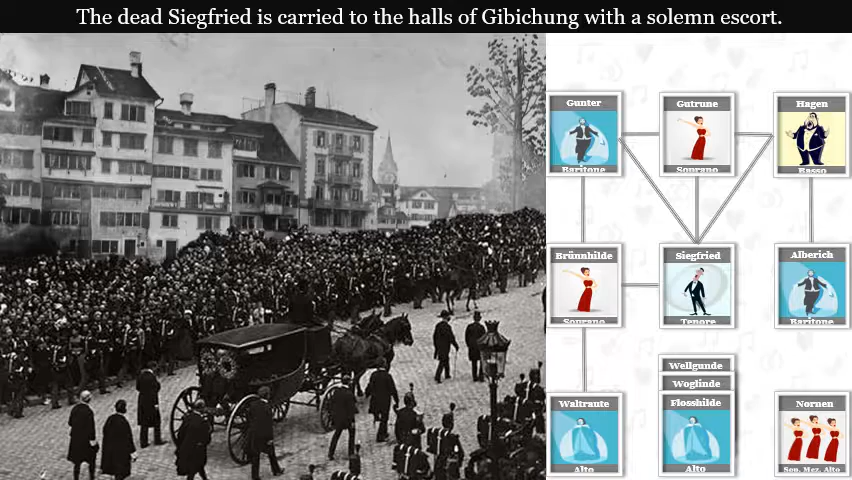 The dead Siegfried is carried to the halls of Gibichung with a solemn escort.
Gunter
Baritone
Gutrune
Soprano
Hagen
Basso
Brünnhilde
Soprano
Siegfried
Tenore
Alberich
Baritone
Waltraute
Alto
Wellgunde
Woglinde
Flosshilde
Alto
Nornen
Sop, Mez, Alto